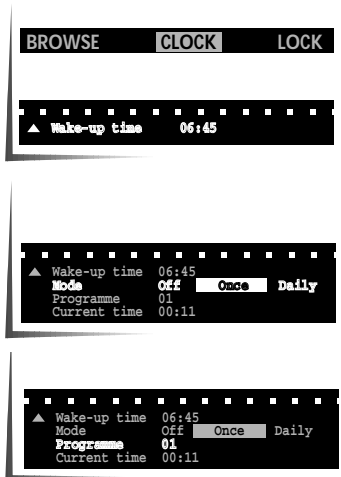 BROWSE CLOCK LOCK
Wake-up time 06:45
Wake-up time 06:45
Mode Off Once Daily
Programme 01
Current time 00:11
Wake-up time 06:45
Mode Off Once Daily
Programme 01
Current time 00:11